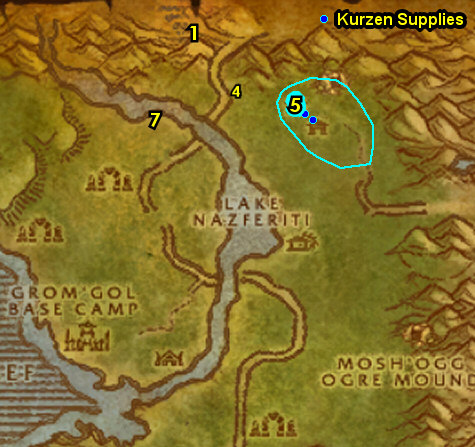 Kurzen Supplies
1
4
5
7
LAKE
NAZFERITI
GROM'GOL
BASE CAMP
MOSH'OGG
OGRE MOUND
EF